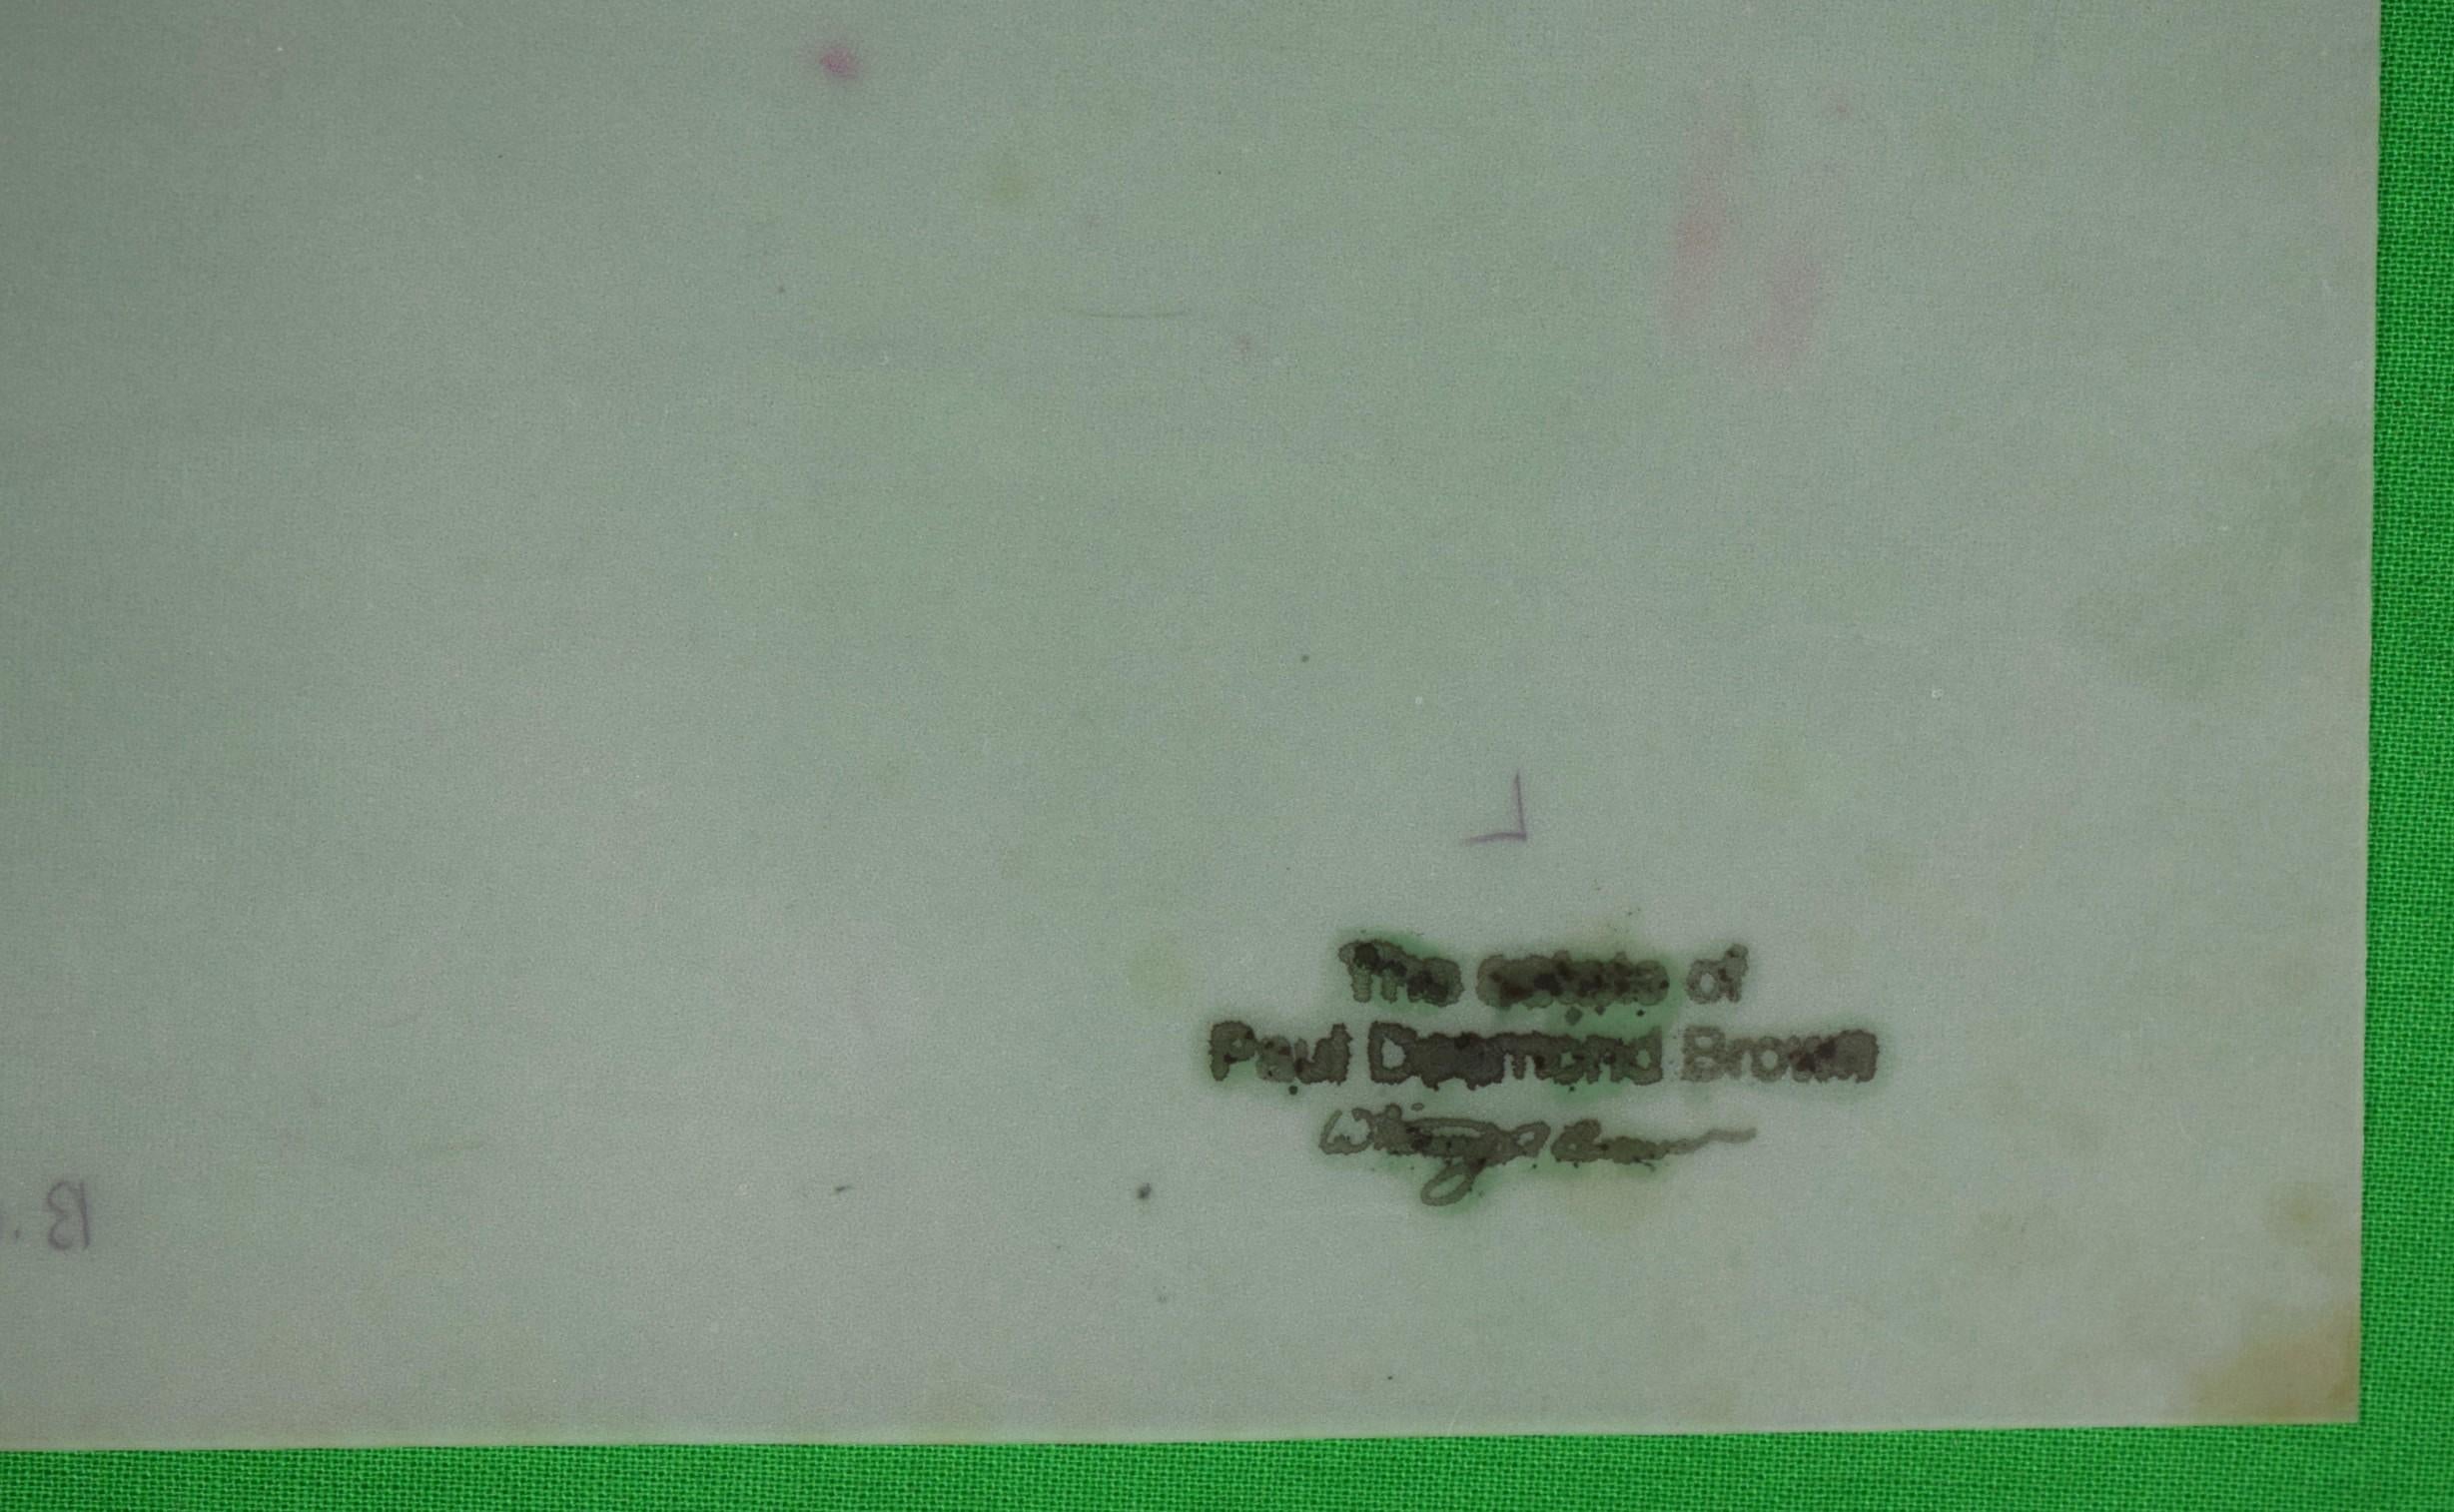 L
The estate of
Paul Desmond Brown
B.